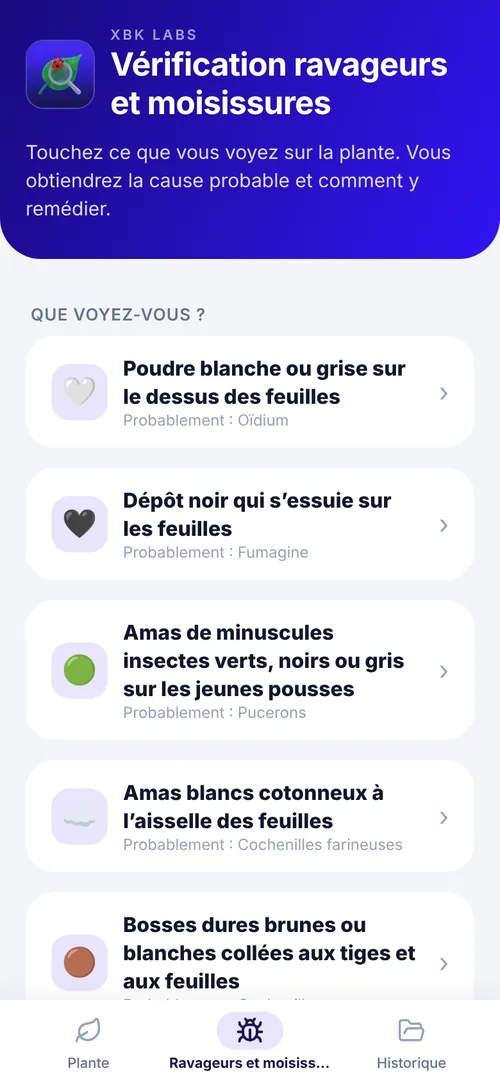 XBK LABS
Vérification ravageurs
et moisissures
Touchez ce que vous voyez sur la plante. Vous
obtiendrez la cause probable et comment y
remédier.
QUE VOYEZ-VOUS ?
Poudre blanche ou grise sur
le dessus des feuilles
Probablement : Oïdium
Dépôt noir qui s’essuie sur
les feuilles
Probablement : Fumagine
Amas de minuscules
insectes verts, noirs ou gris
sur les jeunes pousses
Probablement : Pucerons
Amas blancs cotonneux à
l’aisselle des feuilles
Probablement : Cochenilles farineuses
Bosses dures brunes ou
blanches collées aux tiges et
aux feuilles
Plante
Ravageurs et moisiss...
Historique